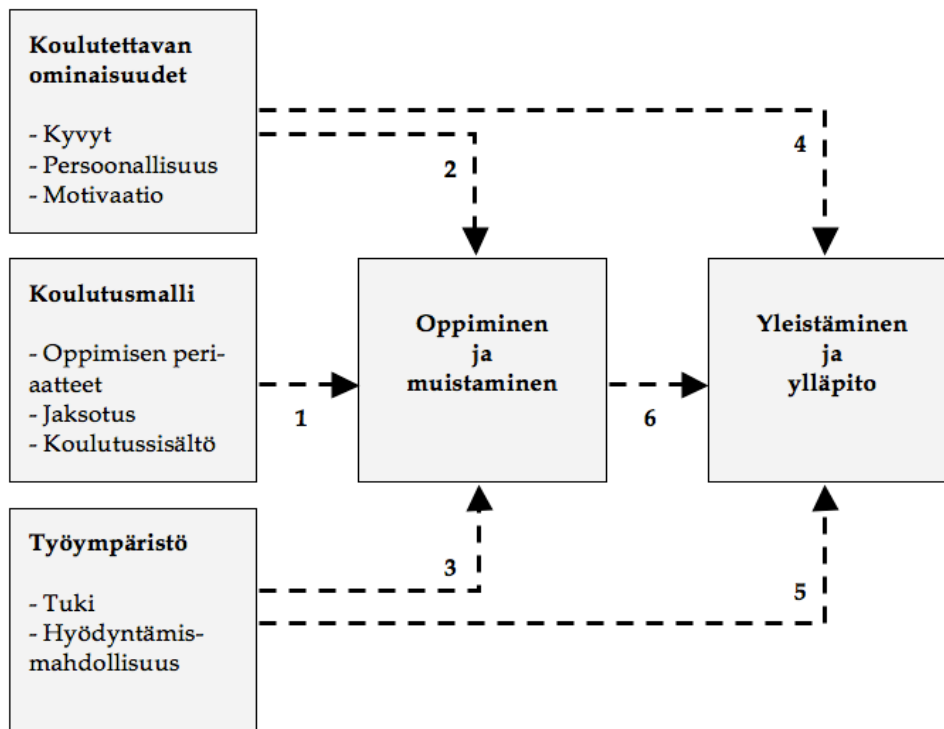 Koulutettavan
ominaisuudet
- Kyvyt
- Persoonallisuus
- Motivaatio
2
4
Koulutusmalli
- Oppimisen peri-
aatteet
- Jaksotus
- Koulutussisältö
1
Oppiminen
ja
muistaminen
6
Yleistäminen
ja
ylläpito
Työympäristö
- Tuki
- Hyödyntämis-
mahdollisuus
3
5